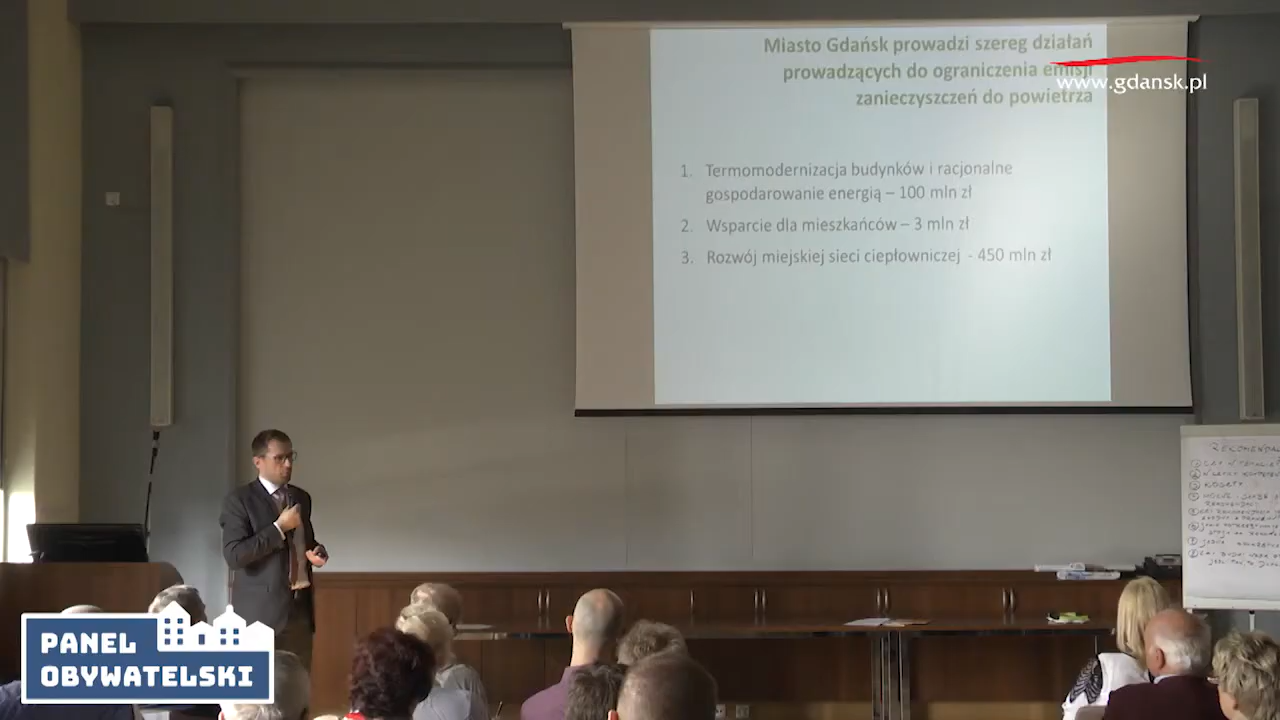 Miasto Gdańsk prowadzi szereg działań
prowadzących do ograniczenia emisji
zanieczyszczeń do powietrza
www.gdansk.pl
1. Termomodernizacja budynków i racjonalne
gospodarowanie energią – 100 mln zł
2. Wsparcie dla mieszkańców – 3 mln zł
3. Rozwój miejskiej sieci ciepłowniczej - 450 mln zł
KOSZTY
PANEL
OBYWATELSKI